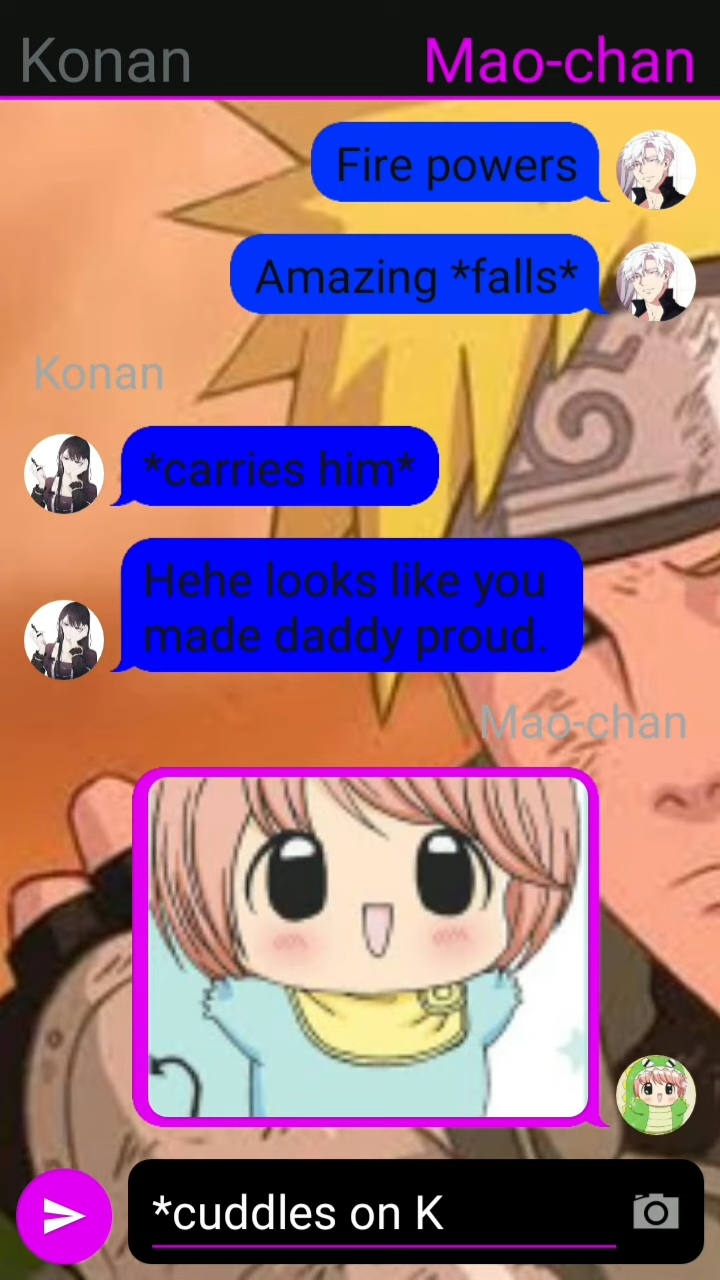 Konan
Mao-chan
Fire powers
Amazing *falls*
Konan
*carries him*
Hehe looks like you
made daddy proud.
Mao-chan
*cuddles on K